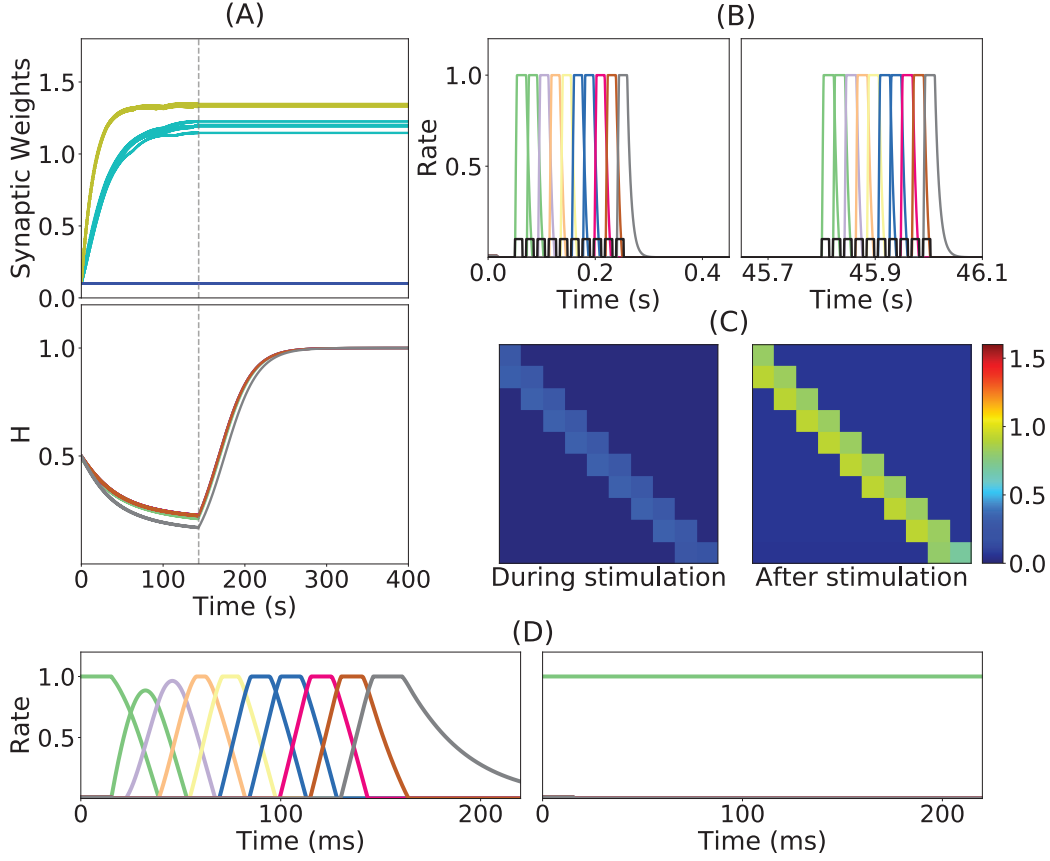 (A)
Synaptic Weights
1.5
1.0
0.5
0.0
H
1.0
0.5
0 100 200 300 400
Time (s)
(B)
Rate
1.0
0.5
0.0 0.2 0.4
Time (s)
45.7 45.9 46.1
Time (s)
(C)
During stimulation
After stimulation
1.5
1.0
0.5
0.0
(D)
Rate
1.0
0.5
0 100 200
Time (ms)
0 100 200
Time (ms)